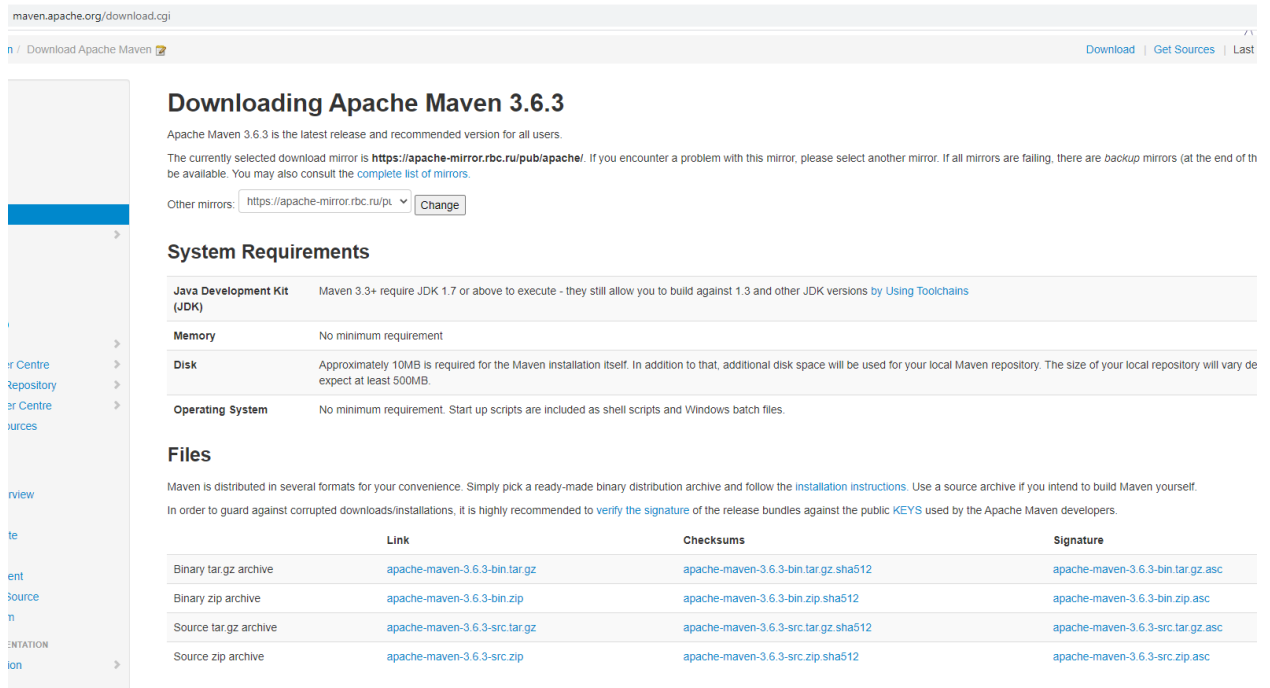 maven.apache.org/download.cgi
n / Download Apache Maven
Download | Get Sources | Last
Downloading Apache Maven 3.6.3
Apache Maven 3.6.3 is the latest release and recommended version for all users.
The currently selected download mirror is https://apache-mirror.rbc.ru/pub/apache/. If you encounter a problem with this mirror, please select another mirror. If all mirrors are failing, there are backup mirrors (at the end of th
be available. You may also consult the complete list of mirrors.
Other mirrors: https://apache-mirror.rbc.ru/pu Change
System Requirements
Java Development Kit (JDK) Maven 3.3+ require JDK 1.7 or above to execute - they still allow you to build against 1.3 and other JDK versions by Using Toolchains
Memory No minimum requirement
Disk Approximately 10MB is required for the Maven installation itself. In addition to that, additional disk space will be used for your local Maven repository. The size of your local repository will vary de
expect at least 500MB.
Operating System No minimum requirement. Start up scripts are included as shell scripts and Windows batch files.
Files
Maven is distributed in several formats for your convenience. Simply pick a ready-made binary distribution archive and follow the installation instructions. Use a source archive if you intend to build Maven yourself.
In order to guard against corrupted downloads/installations, it is highly recommended to verify the signature of the release bundles against the public KEYS used by the Apache Maven developers.
Link Checksums Signature
Binary tar.gz archive apache-maven-3.6.3-bin.tar.gz apache-maven-3.6.3-bin.tar.gz.sha512 apache-maven-3.6.3-bin.tar.gz.asc
Binary zip archive apache-maven-3.6.3-bin.zip apache-maven-3.6.3-bin.zip.sha512 apache-maven-3.6.3-bin.zip.asc
Source tar.gz archive apache-maven-3.6.3-src.tar.gz apache-maven-3.6.3-src.tar.gz.sha512 apache-maven-3.6.3-src.tar.gz.asc
Source zip archive apache-maven-3.6.3-src.zip apache-maven-3.6.3-src.zip.sha512 apache-maven-3.6.3-src.zip.asc
er Centre
Repository
er Centre
ources
rview
te
ent
Source
m
ENTATION
ion